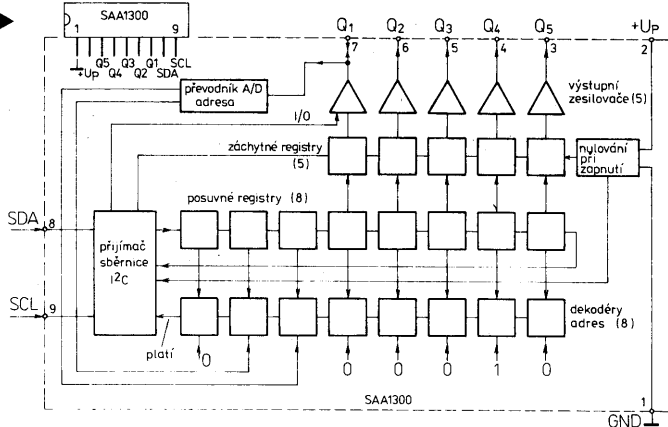 SAA1300
1 9
+UP Q5 Q4 Q3 Q2 Q1 SDA SCL
Q1 Q2 Q3 Q4 Q5 +UP
7 6 5 4 3 2
převodník A/D
adresa
I/O
výstupní
zesilovače (5)
záchytné registry
(5)
nulování
při
zapnutí
posuvné registry (8)
SDA 8
přijímač
sběrnice
I²C
SCL 9
platí
dekodéry
adres (8)
0 0 0 0 1 0
SAA1300
1
GND